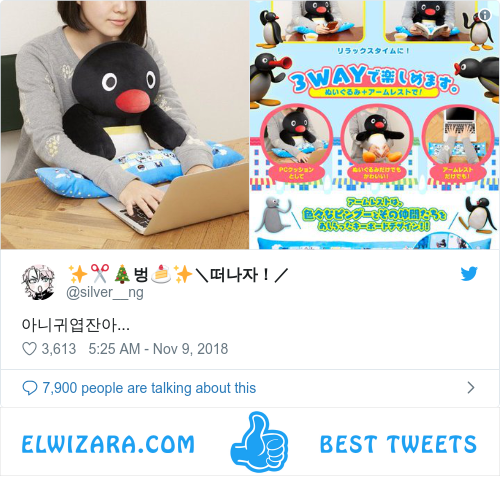 リラックスタイムに！
3WAYで楽しめます。
ぬいぐるみ+アームレストで！
PCクッション
として
ぬいぐるみだけでも
かわいい！
アームレスト
だけでも！
アームレストは、
色々なピングーとその仲間たちを
あしらったキーボードデザイン！！
✨✂️🎄벙🍰✨＼떠나자！／
@silver__ng
아니귀엽잖아...
3,613 5:25 AM - Nov 9, 2018
7,900 people are talking about this
ELWIZARA.COM BEST TWEETS